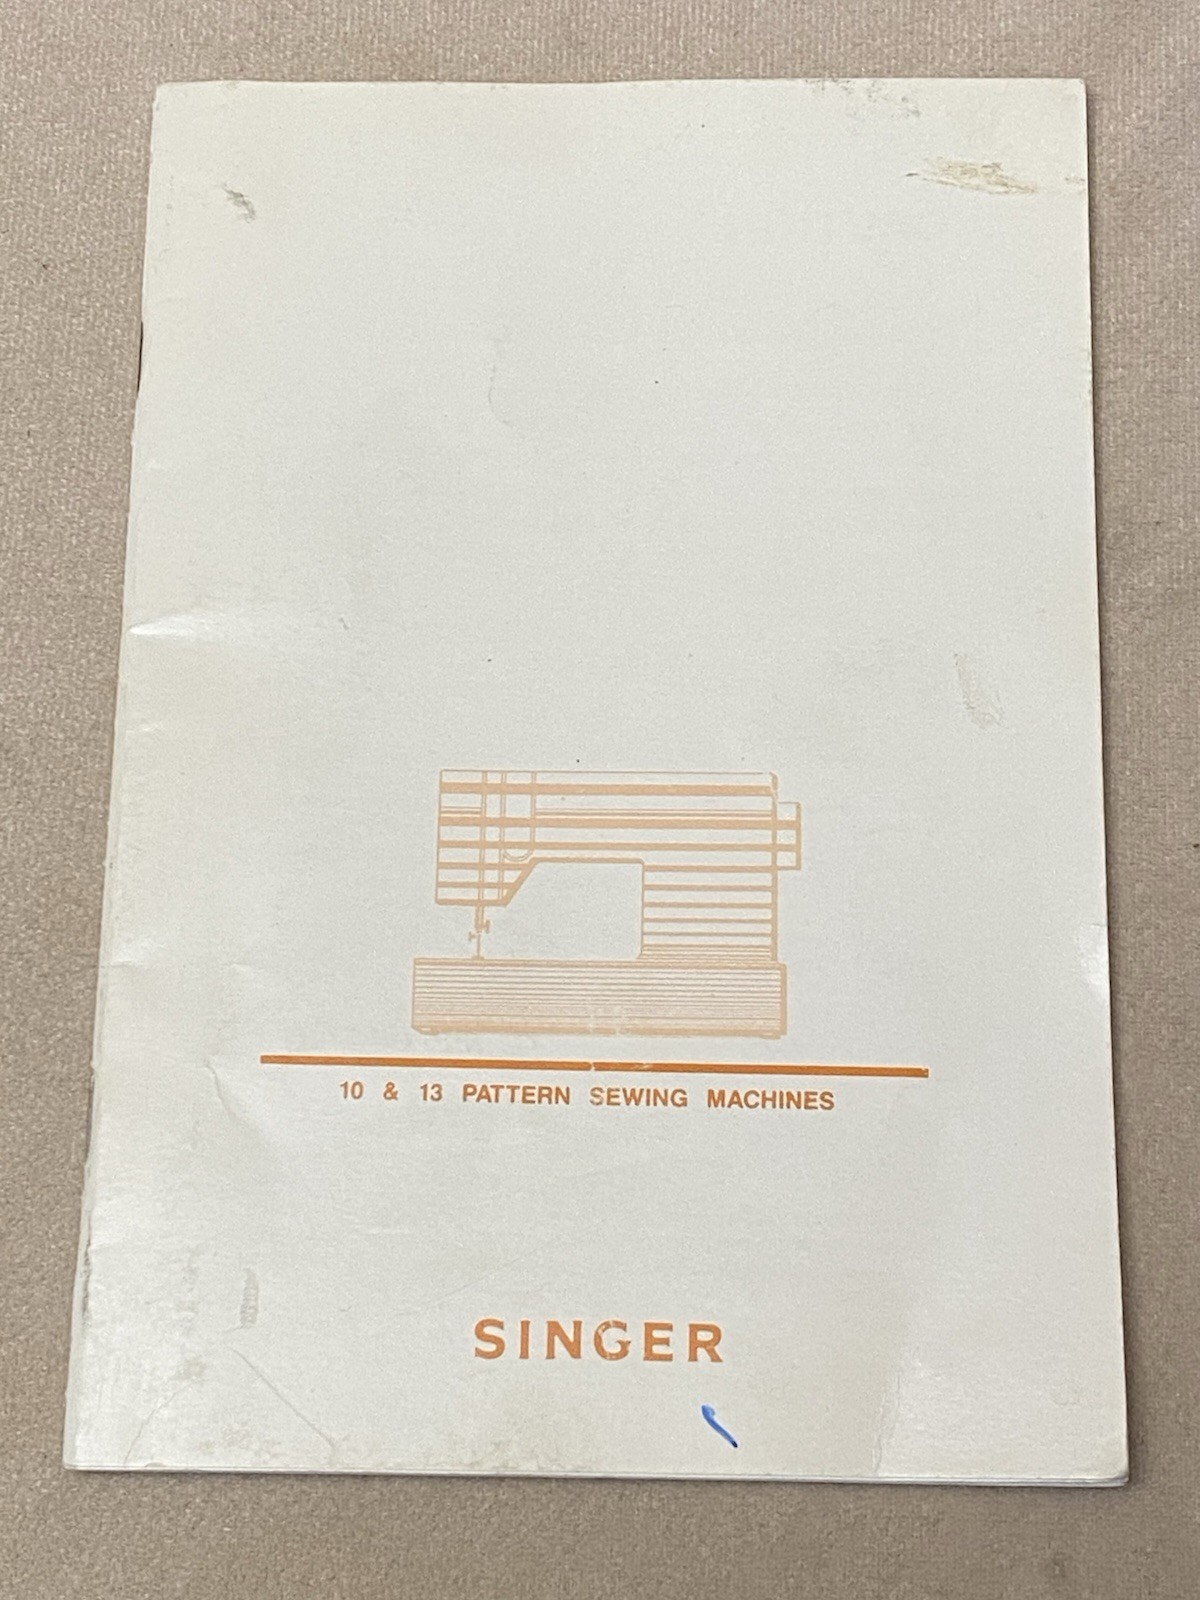 10 & 13 PATTERN SEWING MACHINES
SINGER